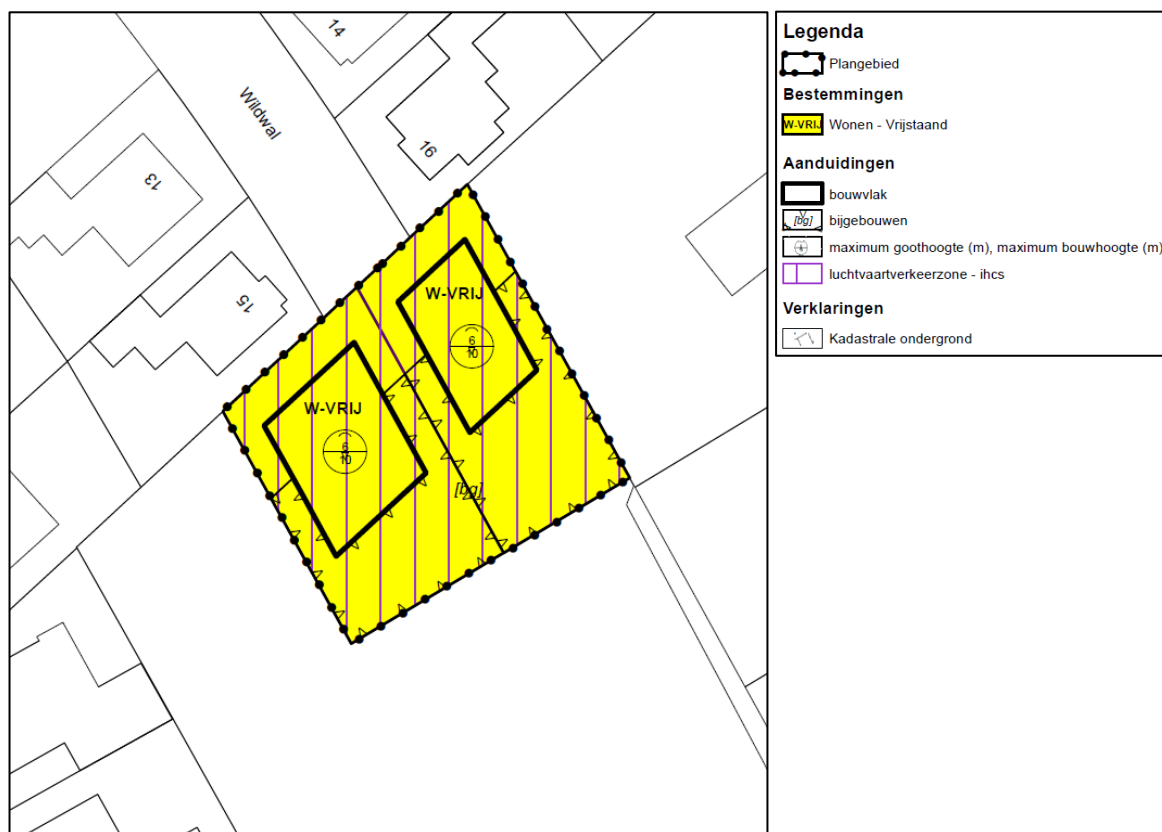 14
Wildwal
16
13
15
W-VRIJ
6
10
W-VRIJ
6
10
[bg]
Legenda
Plangebied
Bestemmingen
W-VRIJ Wonen - Vrijstaand
Aanduidingen
bouwvlak
[bg] bijgebouwen
maximum goothoogte (m), maximum bouwhoogte (m)
luchtvaartverkeerzone - ihcs
Verklaringen
Kadastrale ondergrond